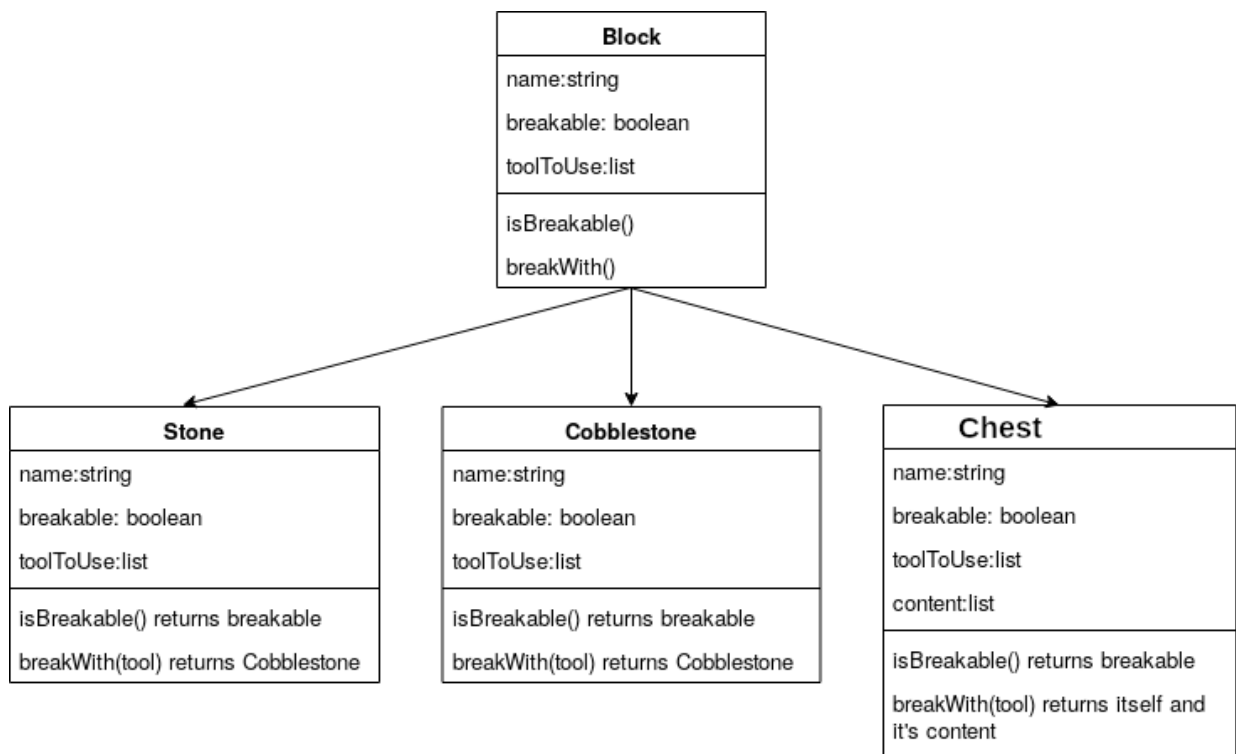 Block
name:string
breakable: boolean
toolToUse:list
isBreakable()
breakWith()
Stone
name:string
breakable: boolean
toolToUse:list
isBreakable() returns breakable
breakWith(tool) returns Cobblestone
Cobblestone
name:string
breakable: boolean
toolToUse:list
isBreakable() returns breakable
breakWith(tool) returns Cobblestone
Chest
name:string
breakable: boolean
toolToUse:list
content:list
isBreakable() returns breakable
breakWith(tool) returns itself and
it's content